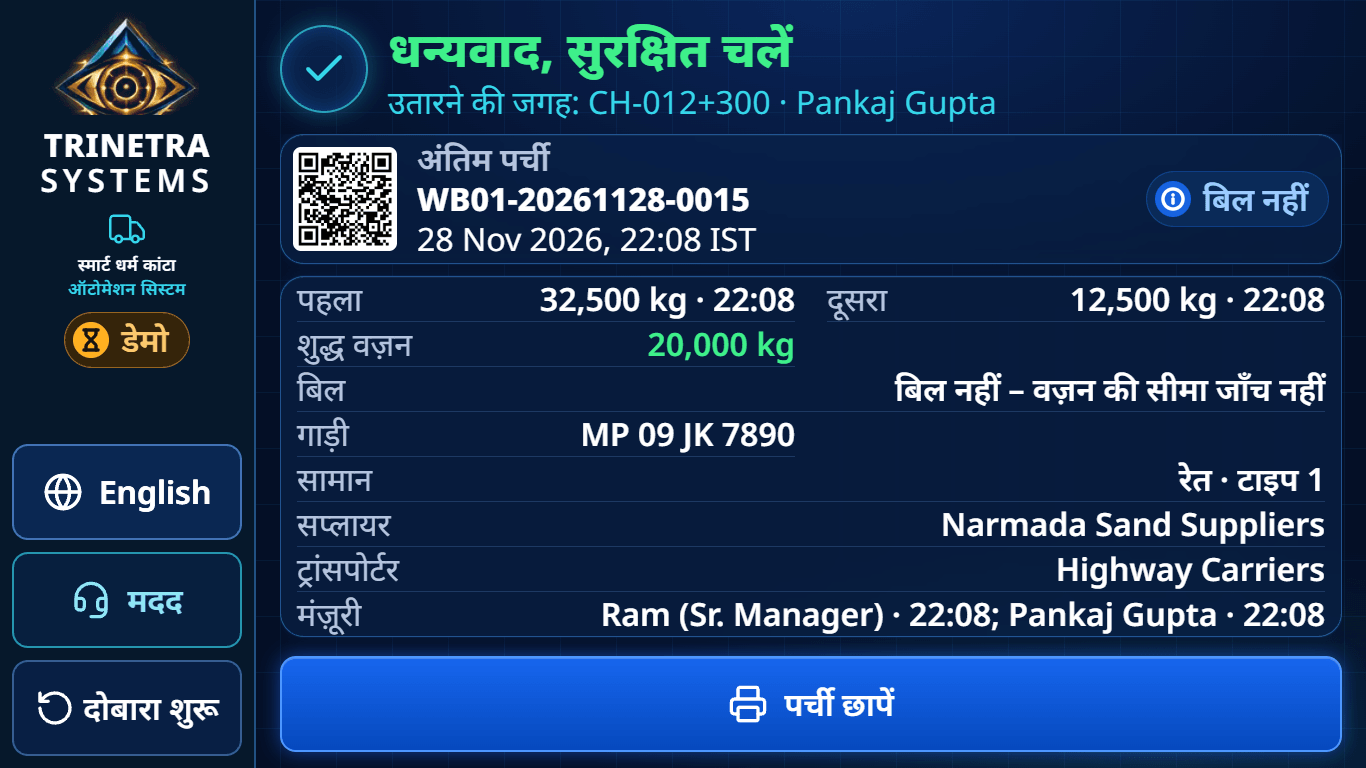 TRINETRA
SYSTEMS
स्मार्ट धर्म कांटा
ऑटोमेशन सिस्टम
डेमो
English
मदद
दोबारा शुरू
धन्यवाद, सुरक्षित चलें
उतारने की जगह: CH-012+300 · Pankaj Gupta
अंतिम पर्ची
WB01-20261128-0015
28 Nov 2026, 22:08 IST
बिल नहीं
पहला 32,500 kg · 22:08 दूसरा 12,500 kg · 22:08
शुद्ध वज़न 20,000 kg
बिल बिल नहीं – वज़न की सीमा जाँच नहीं
गाड़ी MP 09 JK 7890
सामान रेत · टाइप 1
सप्लायर Narmada Sand Suppliers
ट्रांसपोर्टर Highway Carriers
मंज़ूरी Ram (Sr. Manager) · 22:08; Pankaj Gupta · 22:08
पर्ची छापें